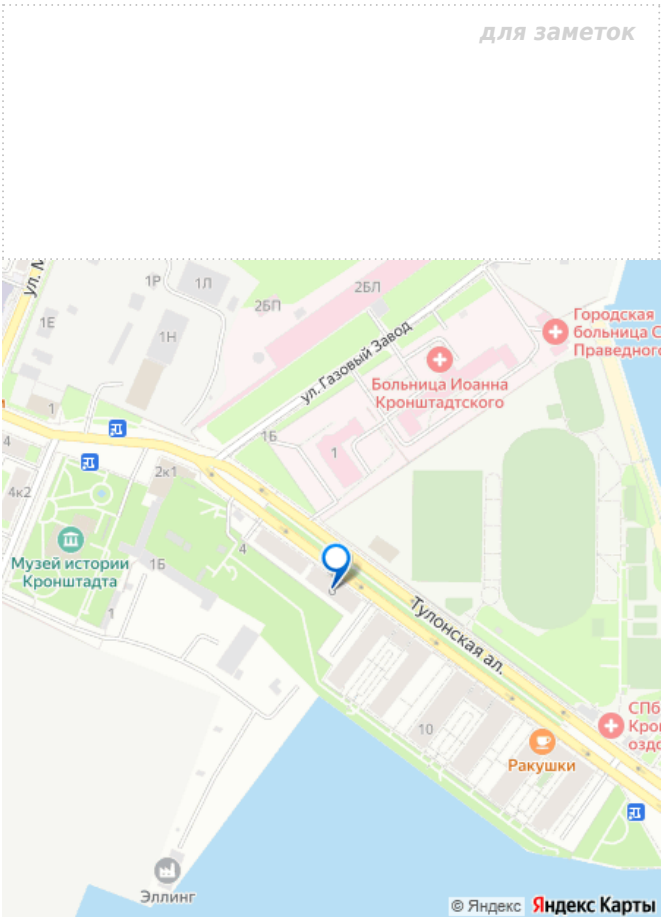 для заметок
ул. М
1Р
1Л
2БП
2БЛ
1Е
1Н
ул. Газовый Завод
Городская
больница С
Праведного
Больница Иоанна
Кронштадтского
1
4
1Б
1
2к1
4к2
Музей истории
Кронштадта
1Б
4
1
6
Тулонская ал.
10
Ракушки
СПб
Кро
оздо
Эллинг
© Яндекс Яндекс Карты